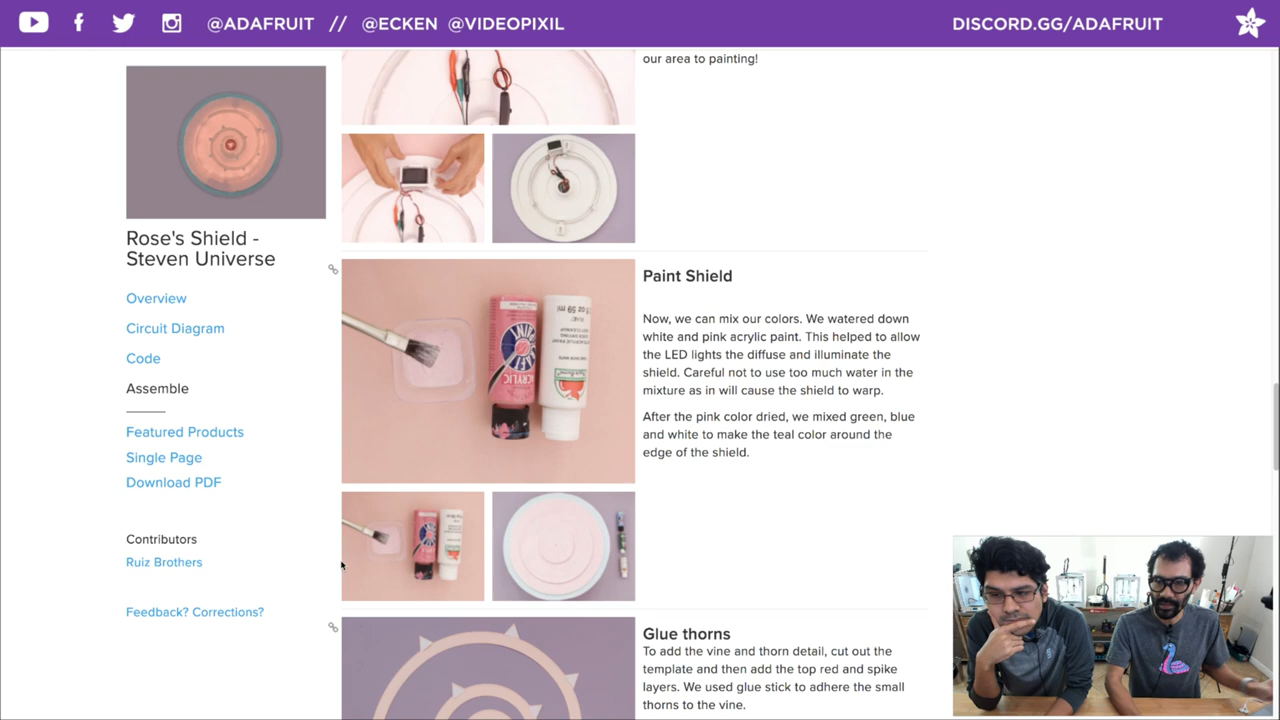 @ADAFRUIT // @ECKEN @VIDEOPIXIL
DISCORD.GG/ADAFRUIT
our area to painting!
Rose's Shield -
Steven Universe
Overview
Circuit Diagram
Code
Assemble
Featured Products
Single Page
Download PDF
Contributors
Ruiz Brothers
Feedback? Corrections?
Paint Shield
Now, we can mix our colors. We watered down
white and pink acrylic paint. This helped to allow
the LED lights the diffuse and illuminate the
shield. Careful not to use too much water in the
mixture as in will cause the shield to warp.
After the pink color dried, we mixed green, blue
and white to make the teal color around the
edge of the shield.
Glue thorns
To add the vine and thorn detail, cut out the
template and then add the top red and spike
layers. We used glue stick to adhere the small
thorns to the vine.